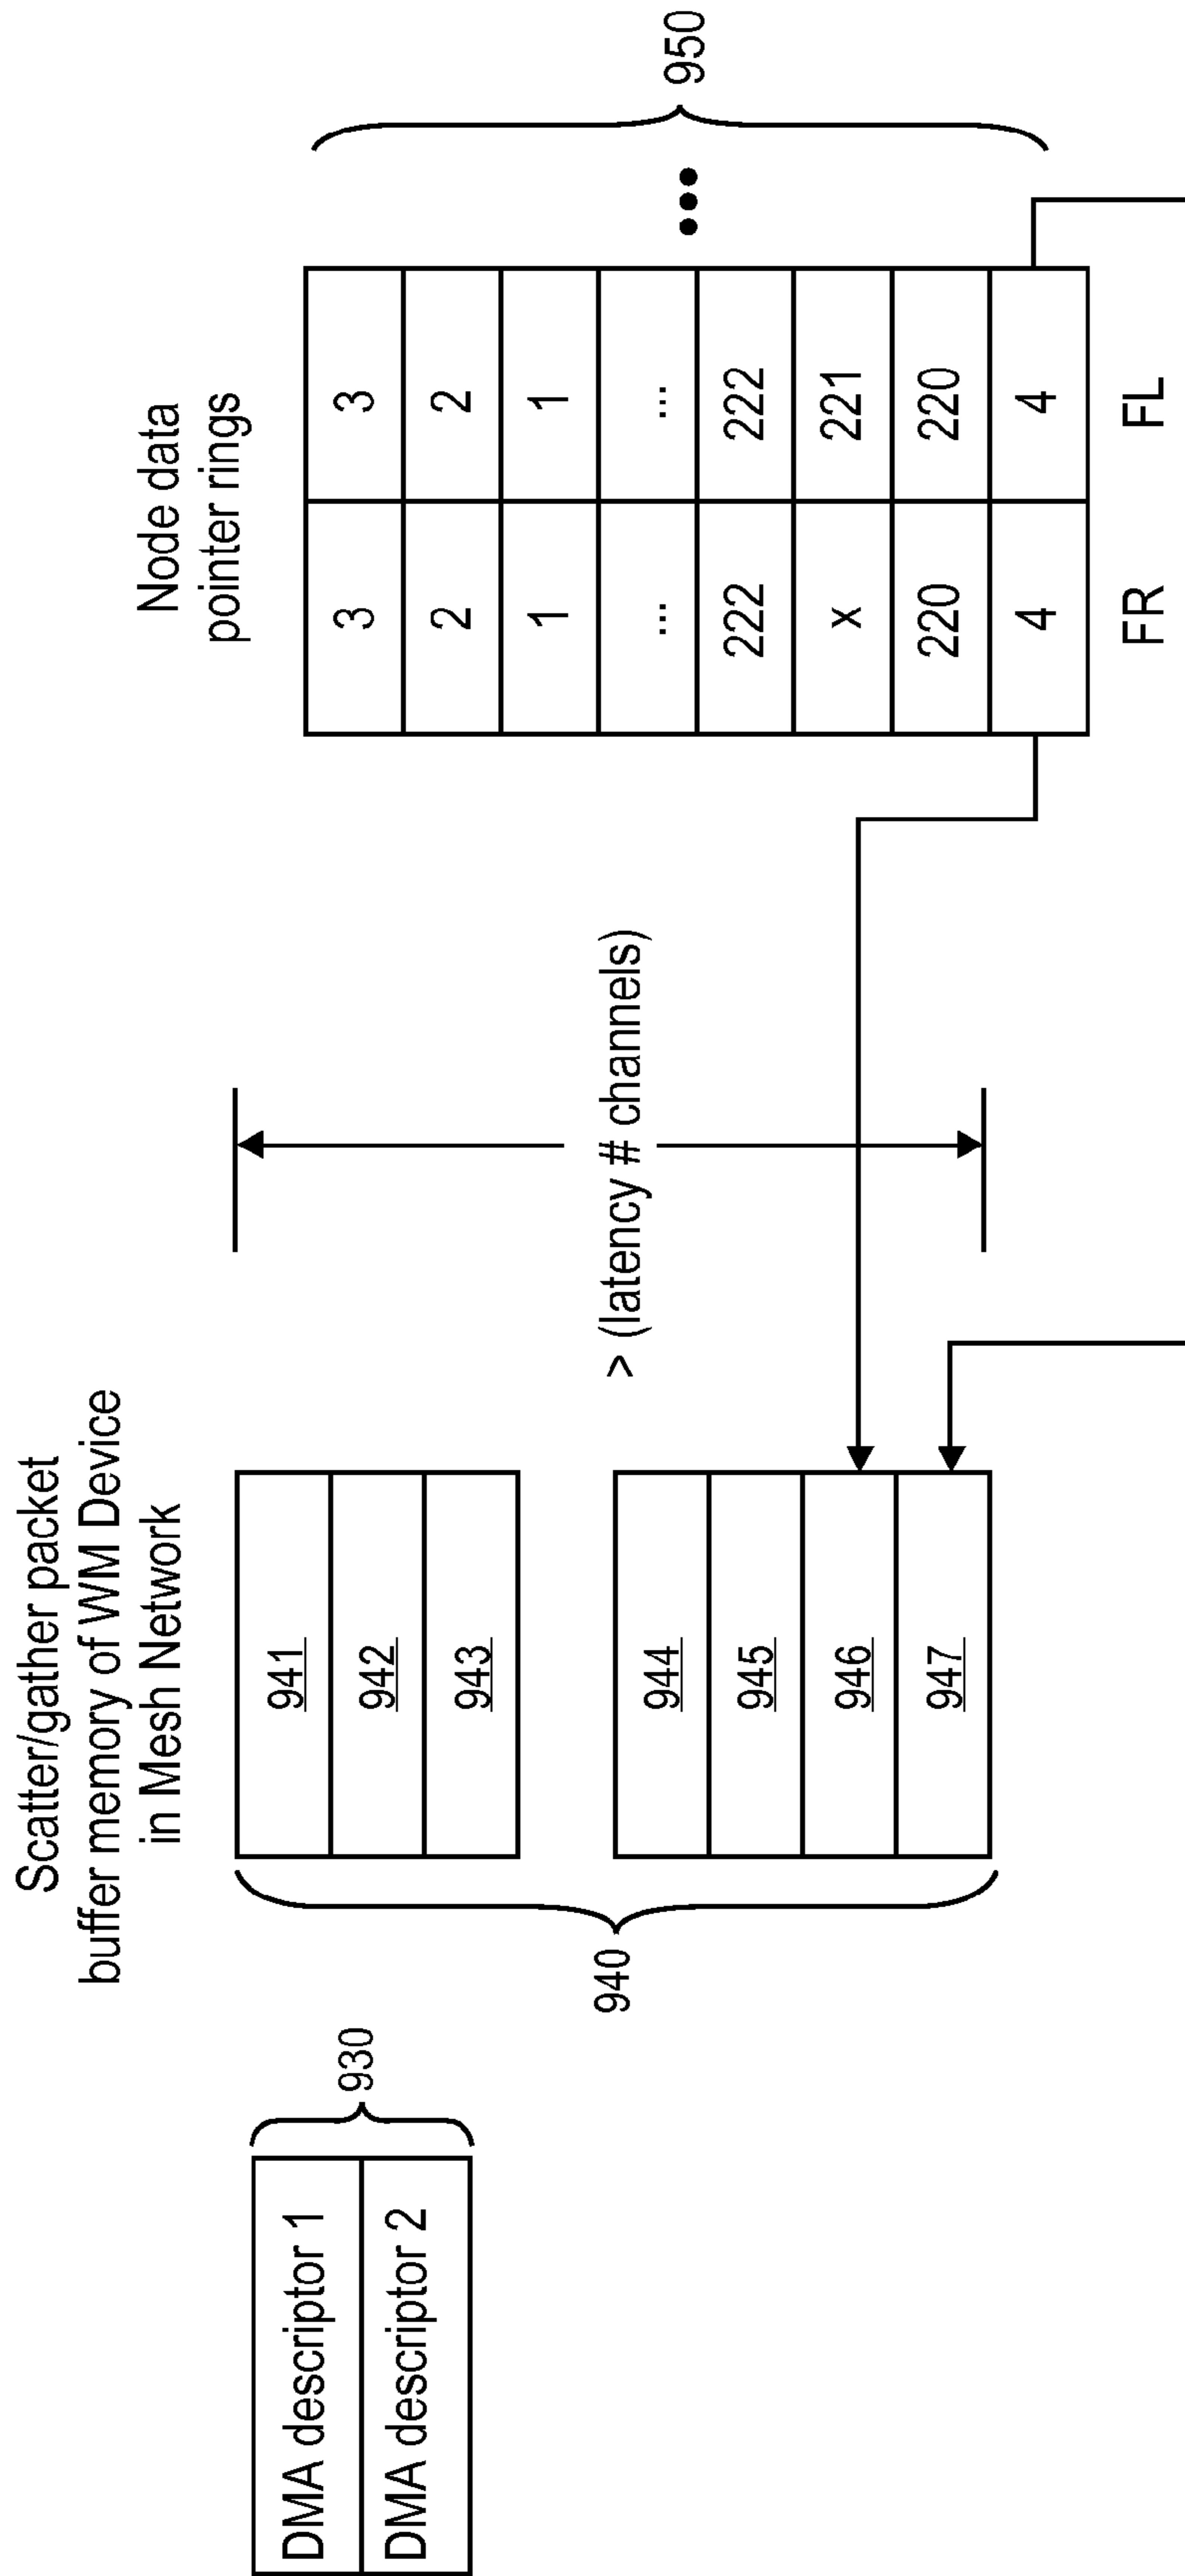 DMA descriptor 1
DMA descriptor 2
930
Scatter/gather packet
buffer memory of WM Device
in Mesh Network
941
942
943
944
945
946
947
940
> (latency # channels)
Node data
pointer rings
3 3
2 2
1 1
... ...
222 222
x 221
220 220
4 4
FR FL
950